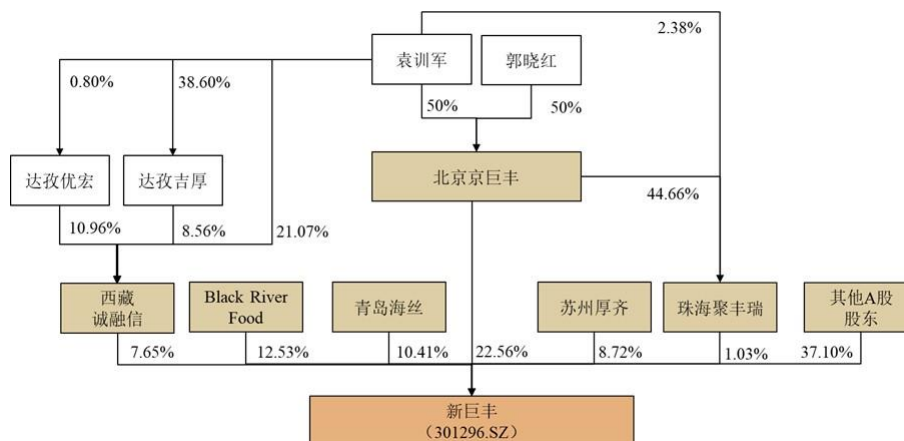 2.38%
袁训军
郭晓红
0.80%
38.60%
50%
50%
达孜优宏
达孜吉厚
北京京巨丰
44.66%
10.96%
8.56%
21.07%
西藏
诚融信
Black River
Food
青岛海丝
苏州厚齐
珠海聚丰瑞
其他A股
股东
7.65%
12.53%
10.41%
22.56%
8.72%
1.03%
37.10%
新巨丰
（301296.SZ）